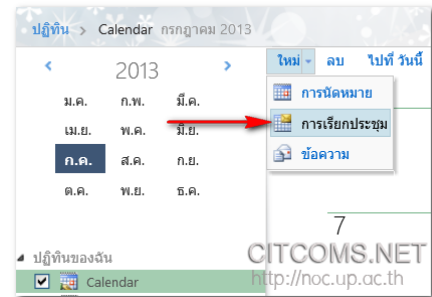 ปฏิทิน > Calendar กรกฎาคม 2013
< 2013 >
ม.ค. ก.พ. มี.ค.
เม.ย. พ.ค. มิ.ย.
ก.ค. ส.ค. ก.ย.
ต.ค. พ.ย. ธ.ค.
ปฏิทินของฉัน
Calendar
ใหม่ ลบ ไปที่ วันนี้
การนัดหมาย
การเรียกประชุม
ข้อความ
7
CITCOMS.NET
http://noc.up.ac.th